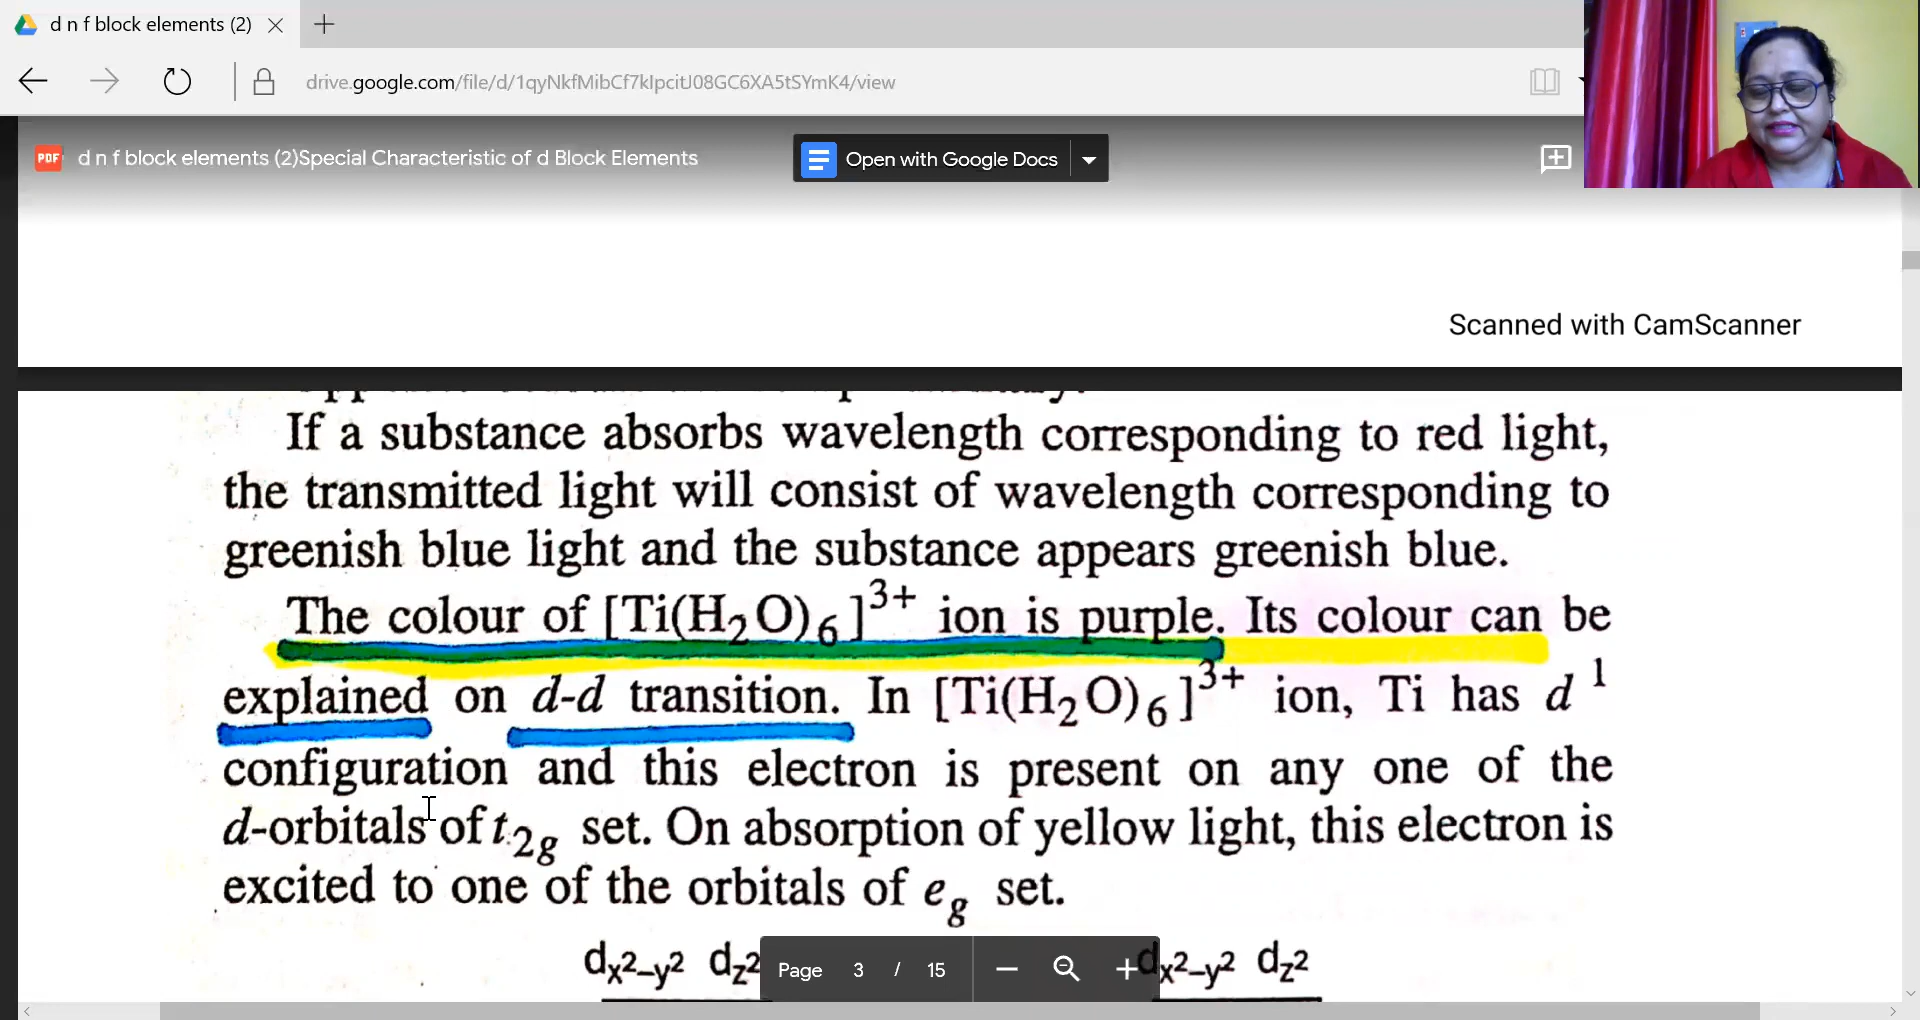 d n f block elements (2)
drive.google.com/file/d/1qyNkfMibCf7kIpcitJ08GC6XA5tSYmK4/view
PDF d n f block elements (2)Special Characteristic of d Block Elements
Open with Google Docs
Scanned with CamScanner
If a substance absorbs wavelength corresponding to red light,
the transmitted light will consist of wavelength corresponding to
greenish blue light and the substance appears greenish blue.
The colour of [Ti(H₂O)₆]³⁺ ion is purple. Its colour can be
explained on d-d transition. In [Ti(H₂O)₆]³⁺ ion, Ti has d ¹
configuration and this electron is present on any one of the
d-orbitals of t₂g set. On absorption of yellow light, this electron is
excited to one of the orbitals of eg set.
dx²–y² dz² dx²–y² dz²
Page 3 / 15